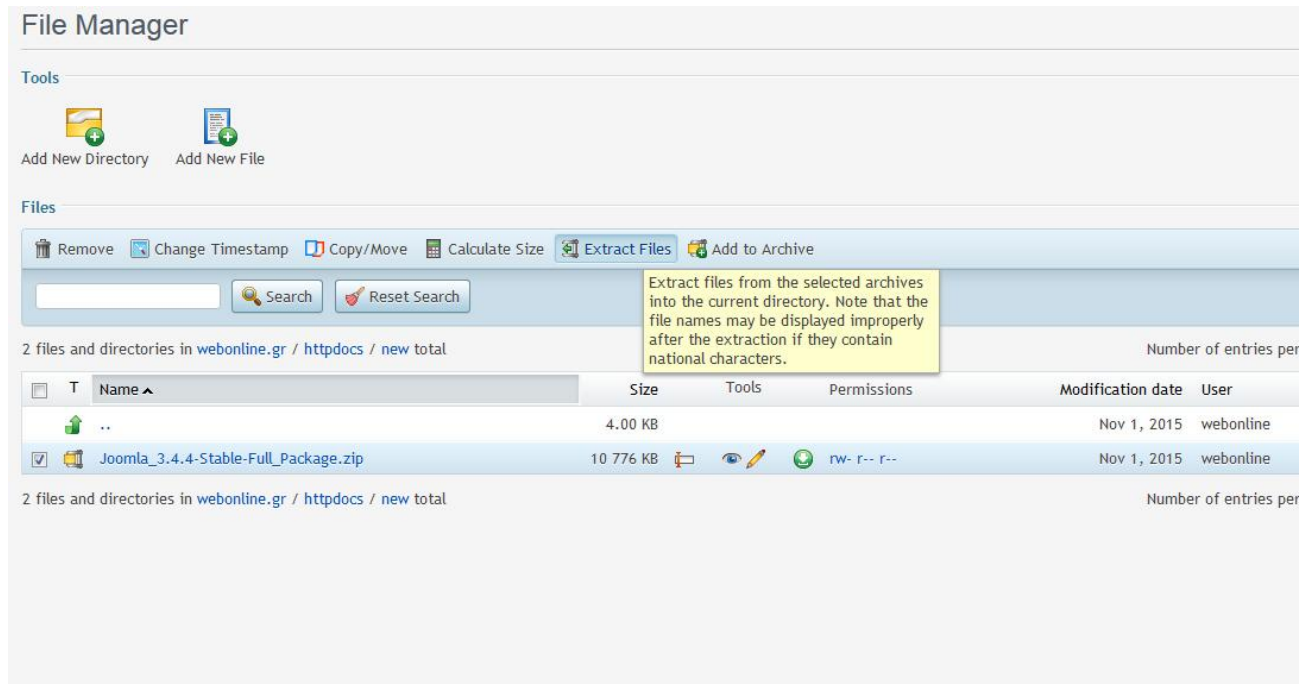 File Manager
Tools
Add New Directory Add New File
Files
Remove Change Timestamp Copy/Move Calculate Size Extract Files Add to Archive
Search Reset Search
Extract files from the selected archives
into the current directory. Note that the
file names may be displayed improperly
after the extraction if they contain
national characters.
2 files and directories in webonline.gr / httpdocs / new total Number of entries per
T Name Size Tools Permissions Modification date User
.. 4.00 KB Nov 1, 2015 webonline
Joomla_3.4.4-Stable-Full_Package.zip 10 776 KB rw- r-- r-- Nov 1, 2015 webonline
2 files and directories in webonline.gr / httpdocs / new total Number of entries per